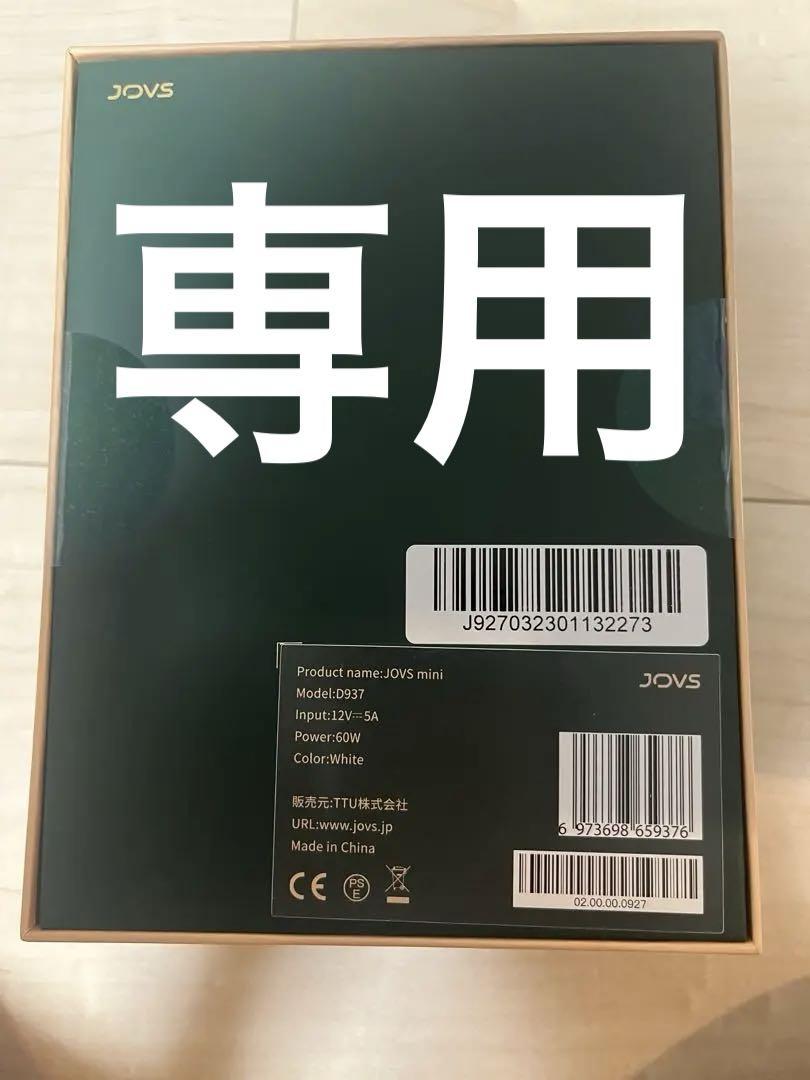 JOVS
専用
J927032301132273
Product name:JOVS mini
JOVS
Model:D937
Input:12V⎓5A
Power:60W
Color:White
6 973698 659376
販売元:TTU株式会社
URL:www.jovs.jp
Made in China
CE
PS
E
02.00.00.0927